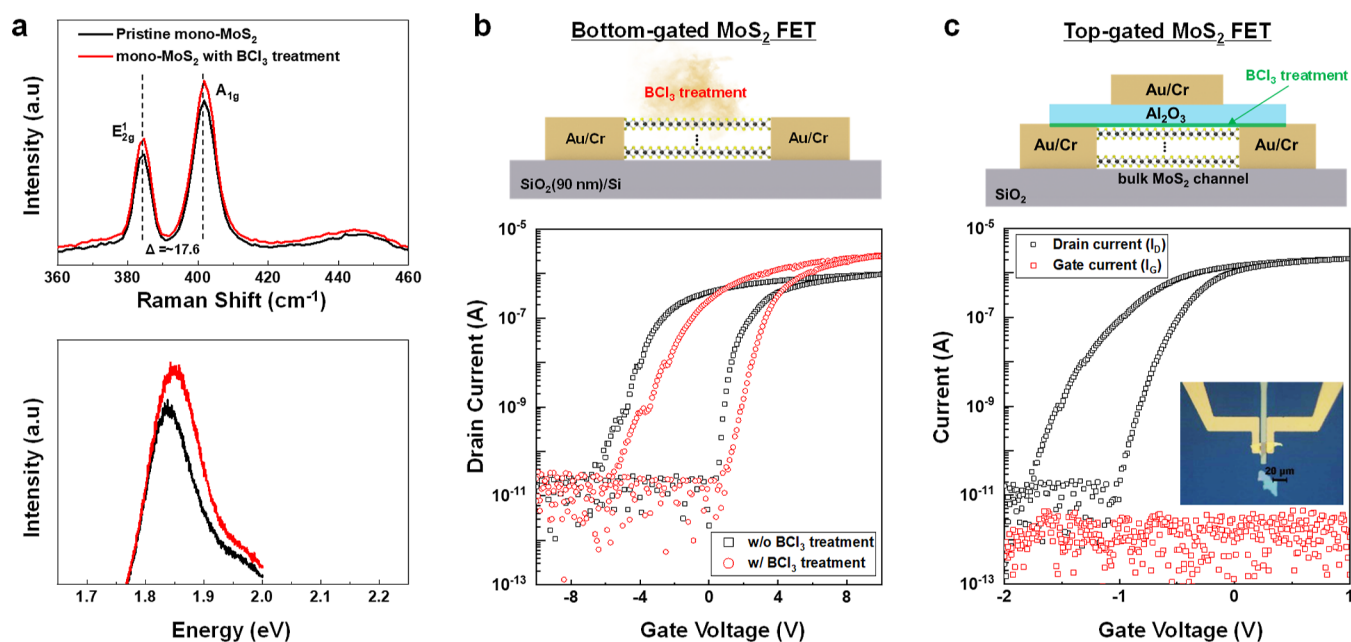 a
Pristine mono-MoS₂
mono-MoS₂ with BCl₃ treatment
A₁g
E¹₂g
Δ =~17.6
Intensity (a.u)
360 380 400 420 440 460
Raman Shift (cm⁻¹)
Intensity (a.u)
1.7 1.8 1.9 2.0 2.1 2.2
Energy (eV)
b
Bottom-gated MoS₂ FET
BCl₃ treatment
Au/Cr Au/Cr
SiO₂(90 nm)/Si
10⁻⁵
10⁻⁷
10⁻⁹
10⁻¹¹
10⁻¹³
Drain Current (A)
w/o BCl₃ treatment
w/ BCl₃ treatment
-8 -4 0 4 8
Gate Voltage (V)
c
Top-gated MoS₂ FET
BCl₃ treatment
Au/Cr
Al₂O₃
Au/Cr Au/Cr
bulk MoS₂ channel
SiO₂
10⁻⁵
10⁻⁷
10⁻⁹
10⁻¹¹
10⁻¹³
Current (A)
Drain current (I_D)
Gate current (I_G)
20 μm
-2 -1 0 1
Gate Voltage (V)